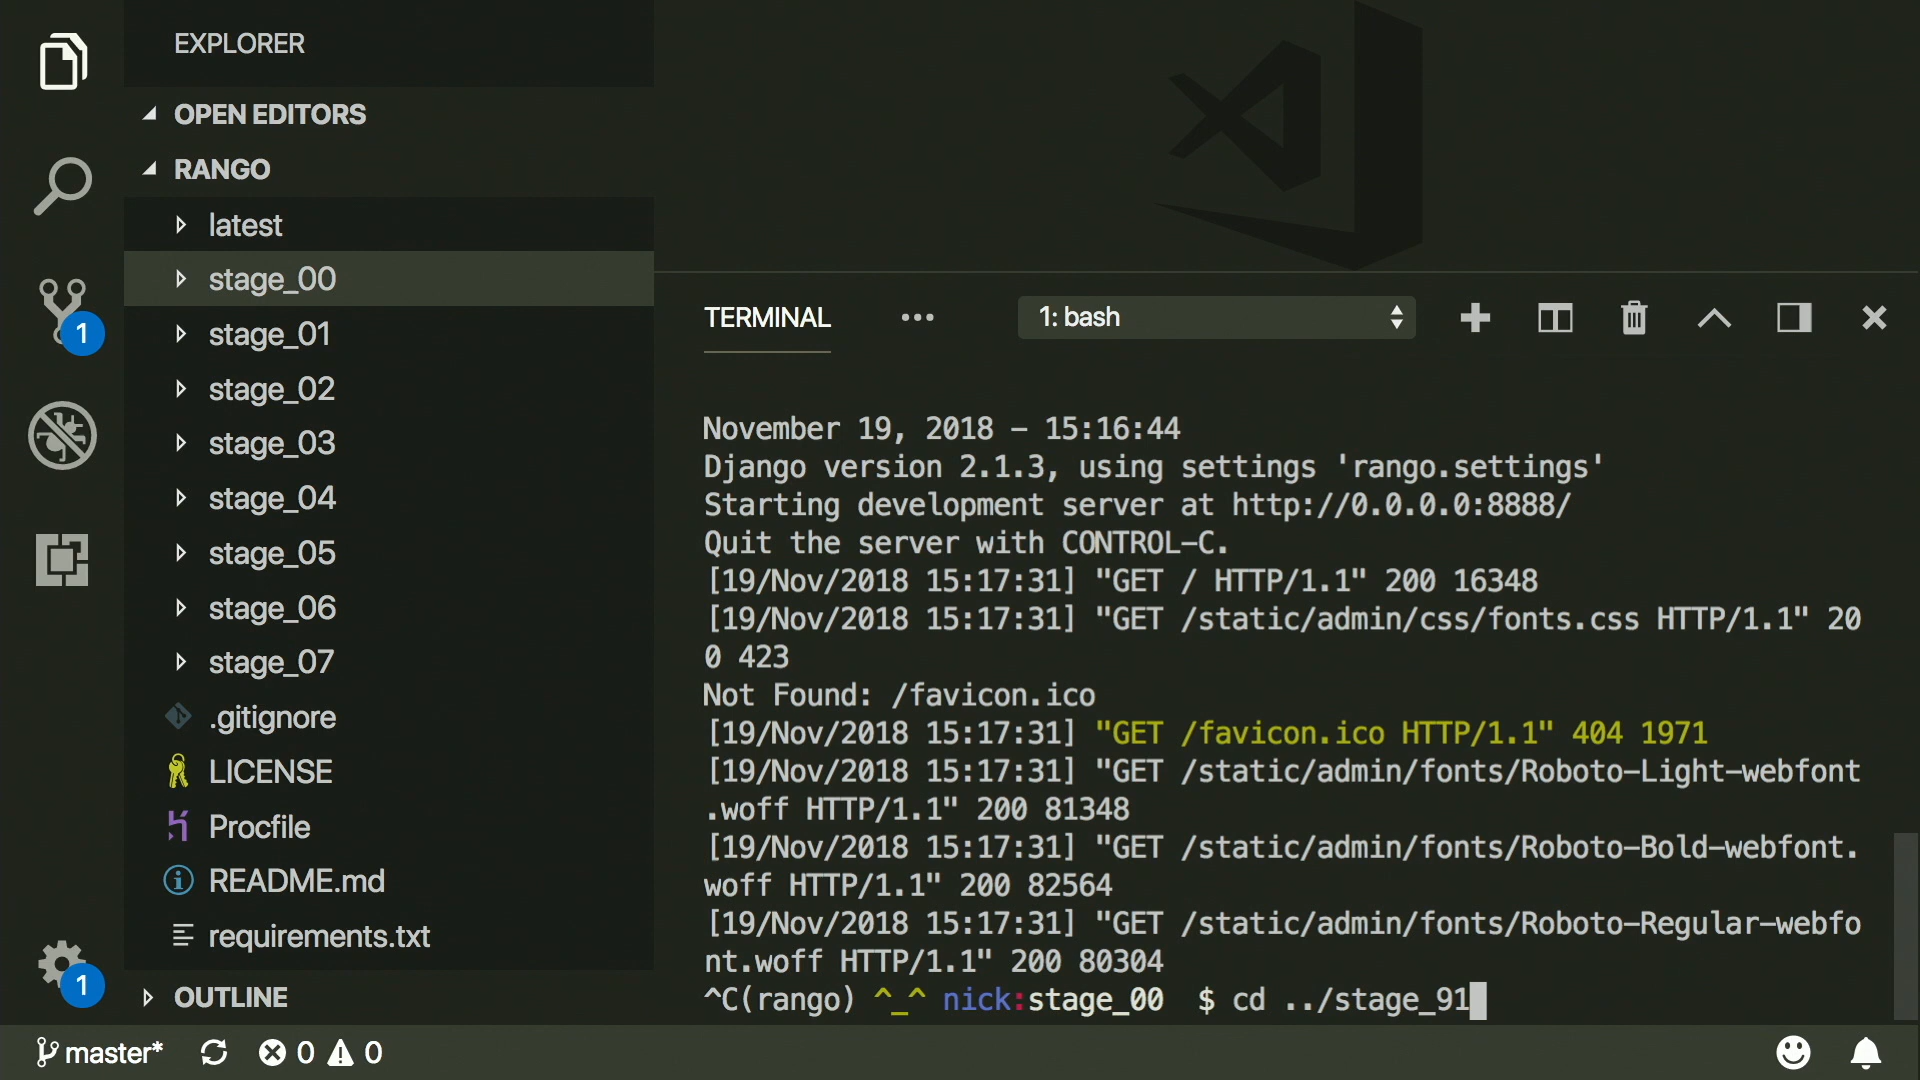 EXPLORER
OPEN EDITORS
RANGO
latest
stage_00
stage_01
stage_02
stage_03
stage_04
stage_05
stage_06
stage_07
.gitignore
LICENSE
Procfile
README.md
requirements.txt
OUTLINE
1
1
TERMINAL
1: bash
November 19, 2018 - 15:16:44
Django version 2.1.3, using settings 'rango.settings'
Starting development server at http://0.0.0.0:8888/
Quit the server with CONTROL-C.
[19/Nov/2018 15:17:31] "GET / HTTP/1.1" 200 16348
[19/Nov/2018 15:17:31] "GET /static/admin/css/fonts.css HTTP/1.1" 20
0 423
Not Found: /favicon.ico
[19/Nov/2018 15:17:31] "GET /favicon.ico HTTP/1.1" 404 1971
[19/Nov/2018 15:17:31] "GET /static/admin/fonts/Roboto-Light-webfont
.woff HTTP/1.1" 200 81348
[19/Nov/2018 15:17:31] "GET /static/admin/fonts/Roboto-Bold-webfont.
woff HTTP/1.1" 200 82564
[19/Nov/2018 15:17:31] "GET /static/admin/fonts/Roboto-Regular-webfo
nt.woff HTTP/1.1" 200 80304
^C(rango) ^_^ nick:stage_00 $ cd ../stage_91
master* 0 0